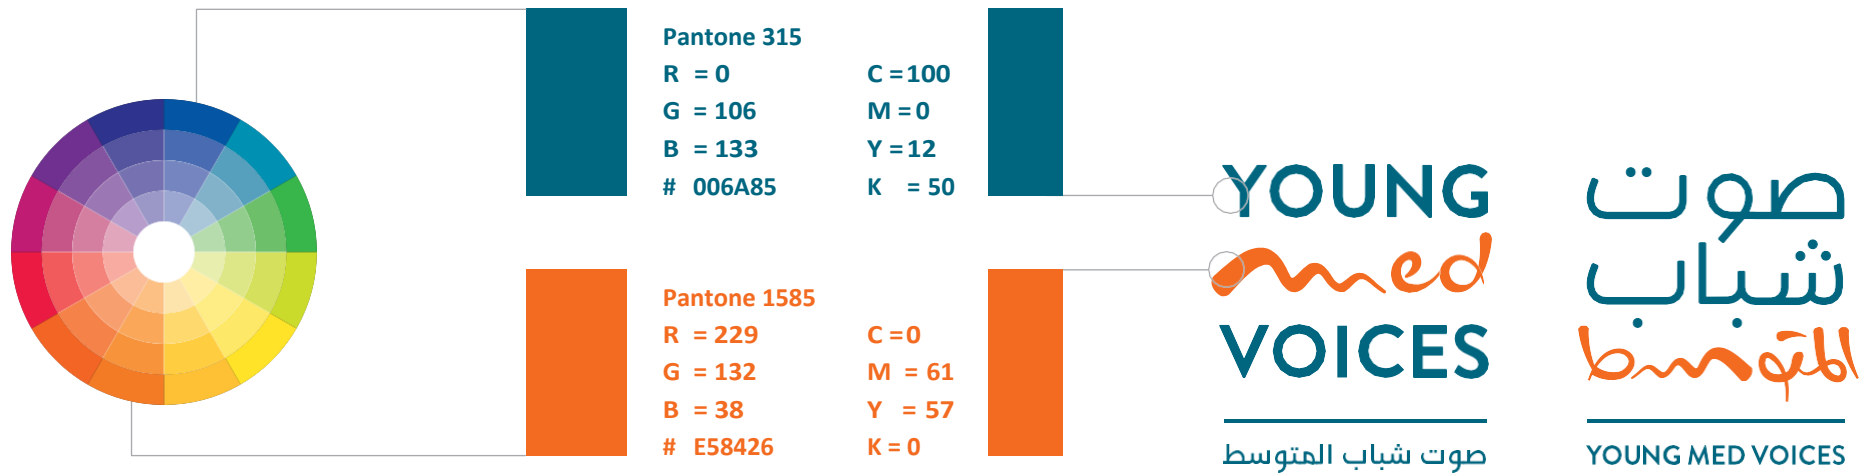 Pantone 315
R = 0 C = 100
G = 106 M = 0
B = 133 Y = 12
# 006A85 K = 50
Pantone 1585
R = 229 C = 0
G = 132 M = 61
B = 38 Y = 57
# E58426 K = 0
YOUNG
med
VOICES
صوت شباب المتوسط
صوت
شباب
المتوسط
YOUNG MED VOICES